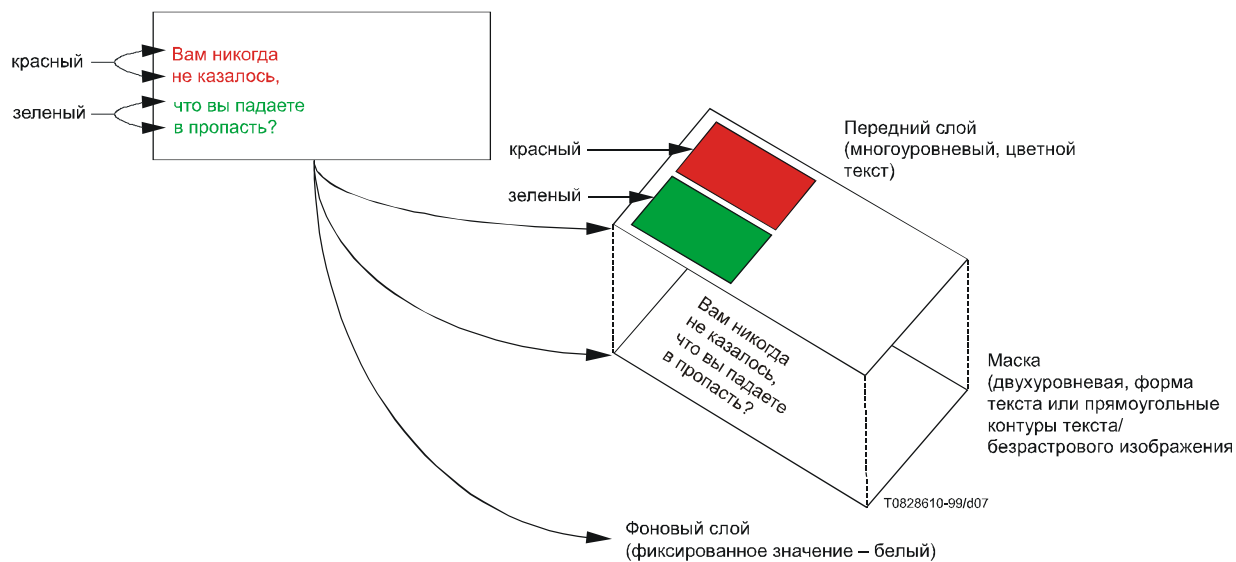 красный
Вам никогда
не казалось,
зеленый
что вы падаете
в пропасть?
красный
зеленый
Передний слой
(многоуровневый, цветной
текст)
Вам никогда
не казалось,
что вы падаете
в пропасть?
Маска
(двухуровневая, форма
текста или прямоугольные
контуры текста/
безрастрового изображения
T0828610-99/d07
Фоновый слой
(фиксированное значение – белый)